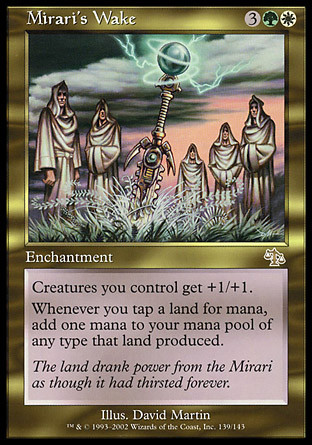 Mirari's Wake 3
Enchantment
Creatures you control get +1/+1.
Whenever you tap a land for mana,
add one mana to your mana pool of
any type that land produced.
The land drank power from the Mirari
as though it had thirsted forever.
Illus. David Martin
™ & © 1993-2002 Wizards of the Coast, Inc. 139/143